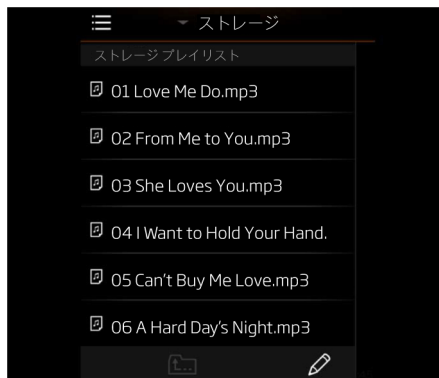 ストレージ
ストレージ プレイリスト
01 Love Me Do.mp3
02 From Me to You.mp3
03 She Loves You.mp3
04 I Want to Hold Your Hand.
05 Can't Buy Me Love.mp3
06 A Hard Day's Night.mp3
t...